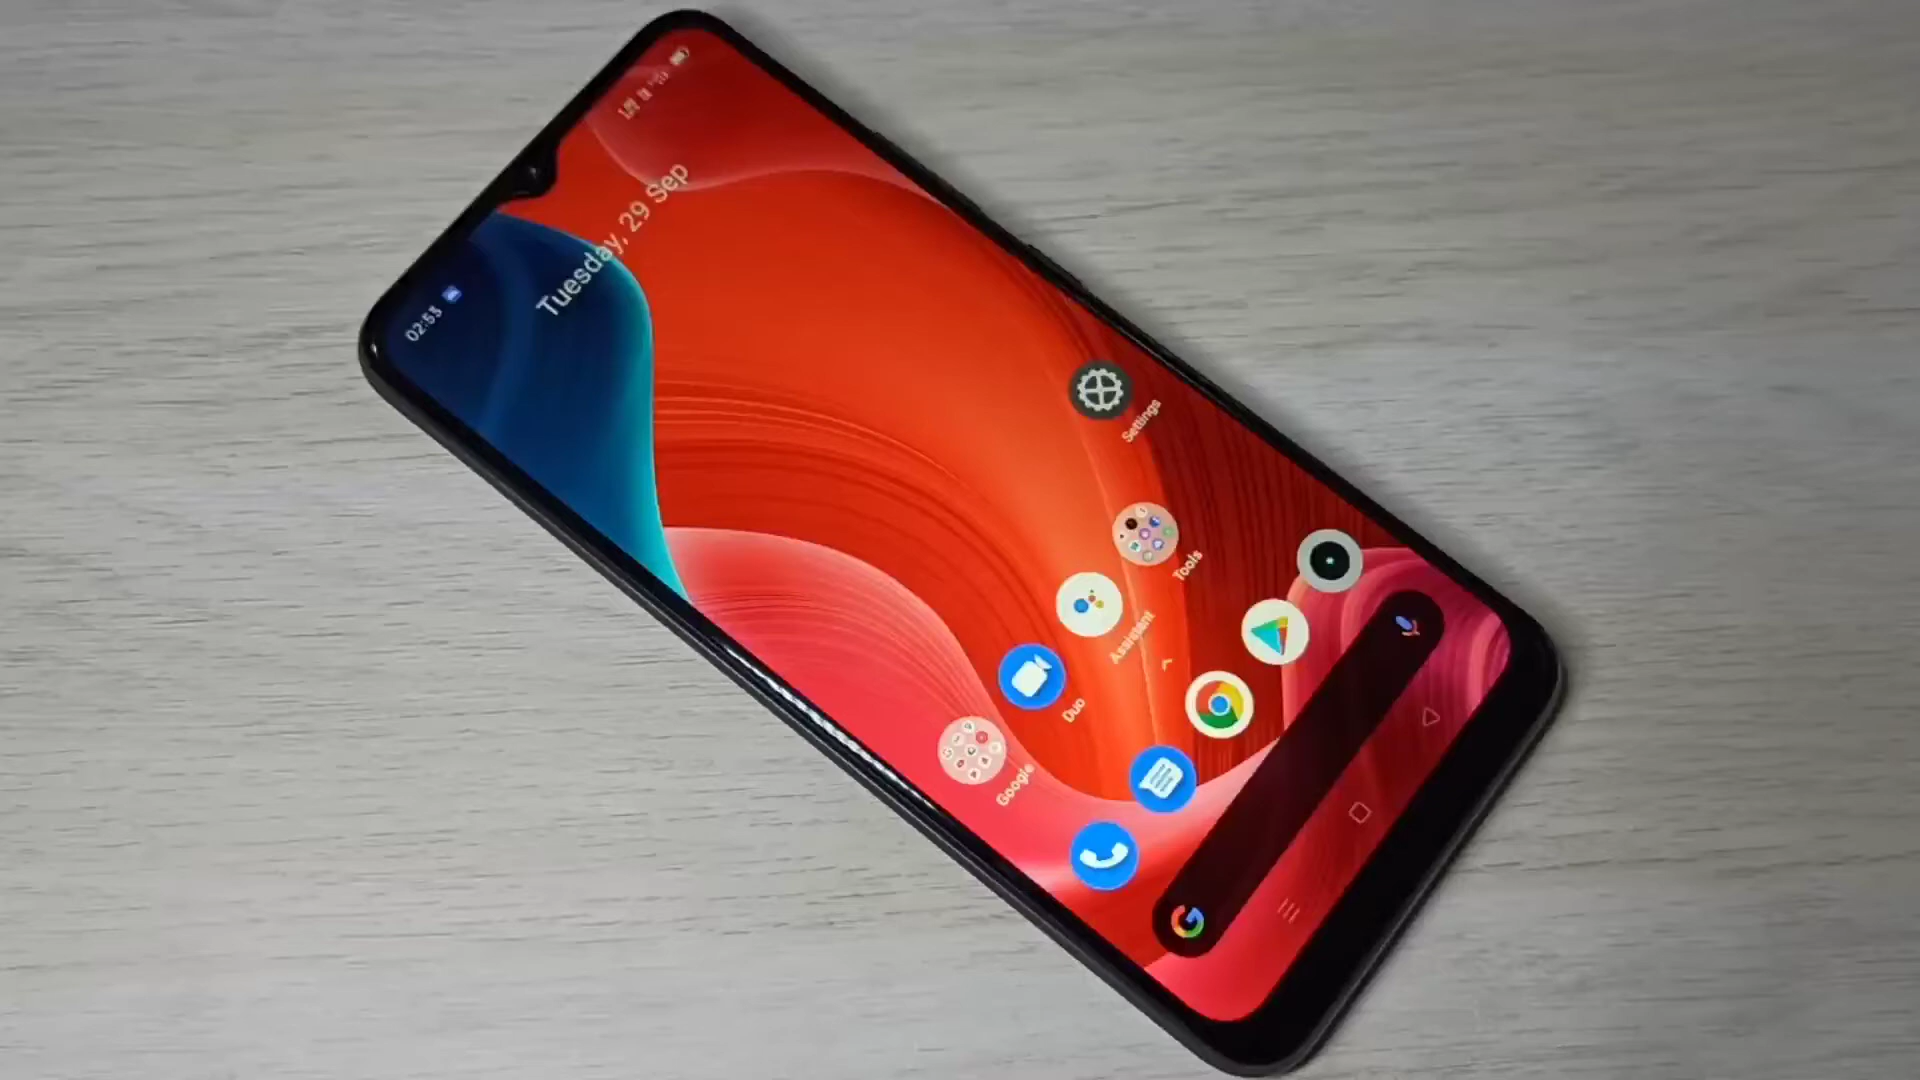 02:53
Tuesday, 29 Sep
Settings
Tools
Assistant
Duo
Google